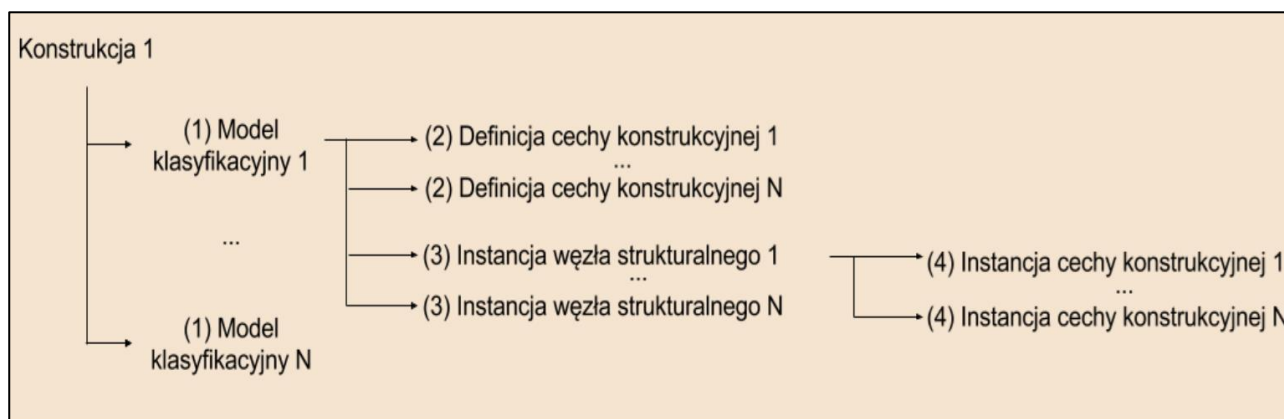 Konstrukcja 1
(1) Model
klasyfikacyjny 1
...
(1) Model
klasyfikacyjny N
(2) Definicja cechy konstrukcyjnej 1
...
(2) Definicja cechy konstrukcyjnej N
(3) Instancja węzła strukturalnego 1
...
(3) Instancja węzła strukturalnego N
(4) Instancja cechy konstrukcyjnej 1
...
(4) Instancja cechy konstrukcyjnej N